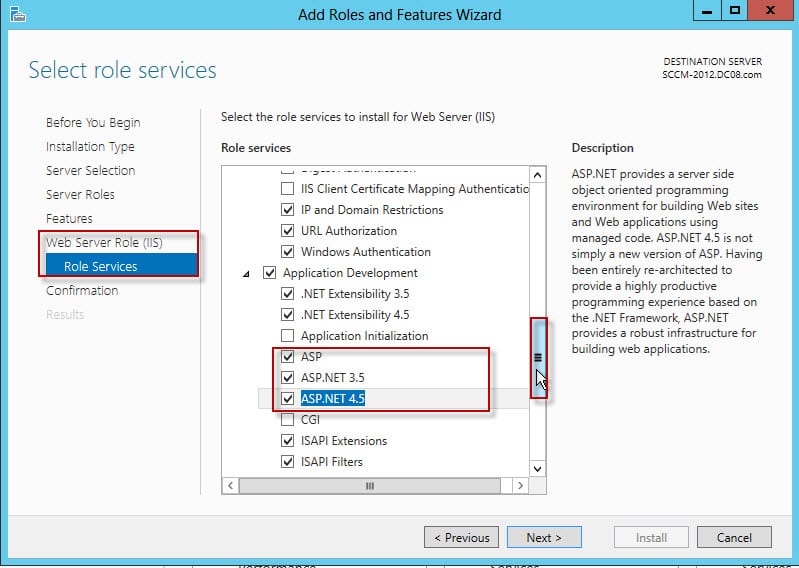 Add Roles and Features Wizard
Select role services
DESTINATION SERVER
SCCM-2012.DC08.com
Before You Begin
Installation Type
Server Selection
Server Roles
Features
Web Server Role (IIS)
Role Services
Confirmation
Results
Select the role services to install for Web Server (IIS)
Role services
Digest Authentication
IIS Client Certificate Mapping Authenticatio
IP and Domain Restrictions
URL Authorization
Windows Authentication
Application Development
.NET Extensibility 3.5
.NET Extensibility 4.5
Application Initialization
ASP
ASP.NET 3.5
ASP.NET 4.5
CGI
ISAPI Extensions
ISAPI Filters
Description
ASP.NET provides a server side
object oriented programming
environment for building Web sites
and Web applications using
managed code. ASP.NET 4.5 is not
simply a new version of ASP. Having
been entirely re-architected to
provide a highly productive
programming experience based on
the .NET Framework, ASP.NET
provides a robust infrastructure for
building web applications.
< Previous
Next >
Install
Cancel
Performance
Services
Services